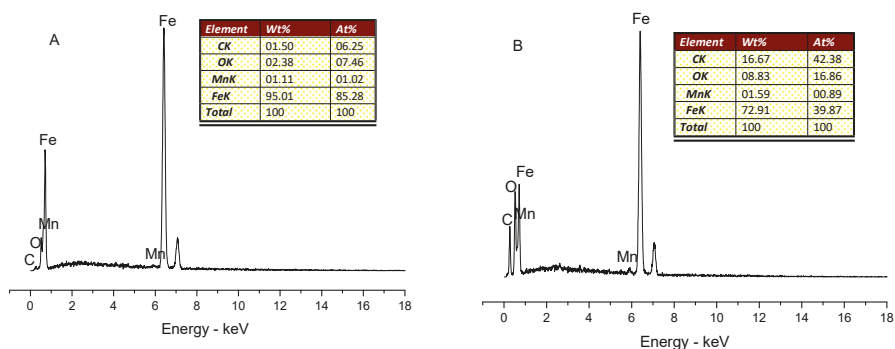 A
Fe
Element Wt% At%
CK 01.50 06.25
OK 02.38 07.46
MnK 01.11 01.02
FeK 95.01 85.28
Total 100 100
Fe
Mn
O
C
Mn
0 2 4 6 8 10 12 14 16 18
Energy - keV
B
Fe
Element Wt% At%
CK 16.67 42.38
OK 08.83 16.86
MnK 01.59 00.89
FeK 72.91 39.87
Total 100 100
Fe
O
Mn
C
Mn
0 2 4 6 8 10 12 14 16 18
Energy - keV